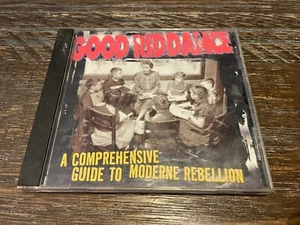 GOOD RIDDANCE
A COMPREHENSIVE
GUIDE TO MODERNE REBELLION